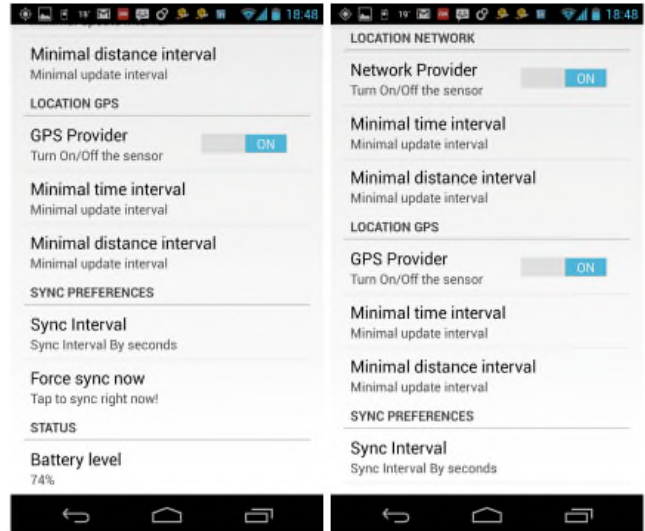 18:48
Minimal distance interval
Minimal update interval
LOCATION GPS
GPS Provider
ON
Turn On/Off the sensor
Minimal time interval
Minimal update interval
Minimal distance interval
Minimal update interval
SYNC PREFERENCES
Sync Interval
Sync Interval By seconds
Force sync now
Tap to sync right now!
STATUS
Battery level
74%
19° 18:48
LOCATION NETWORK
Network Provider
ON
Turn On/Off the sensor
Minimal time interval
Minimal update interval
Minimal distance interval
Minimal update interval
LOCATION GPS
GPS Provider
ON
Turn On/Off the sensor
Minimal time interval
Minimal update interval
Minimal distance interval
Minimal update interval
SYNC PREFERENCES
Sync Interval
Sync Interval By seconds